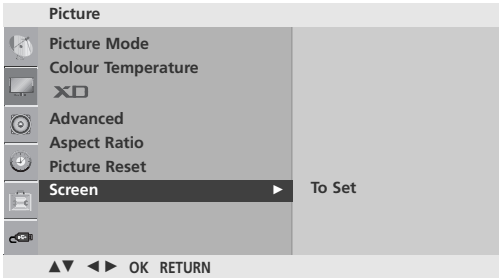 Picture
Picture Mode
Colour Temperature
XD
Advanced
Aspect Ratio
Picture Reset
Screen ► To Set
▲▼ ◄► OK RETURN